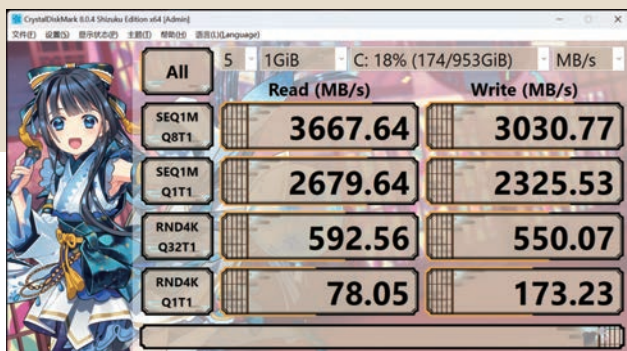 CrystalDiskMark 8.0.4 Shizuku Edition x64 [Admin]
文件(F) 设置(S) 显示状态(P) 主题(T) 帮助(H) 语言(L)(Language)
All 5 1GiB C: 18% (174/953GiB) MB/s
Read (MB/s) Write (MB/s)
SEQ1M Q8T1 3667.64 3030.77
SEQ1M Q1T1 2679.64 2325.53
RND4K Q32T1 592.56 550.07
RND4K Q1T1 78.05 173.23